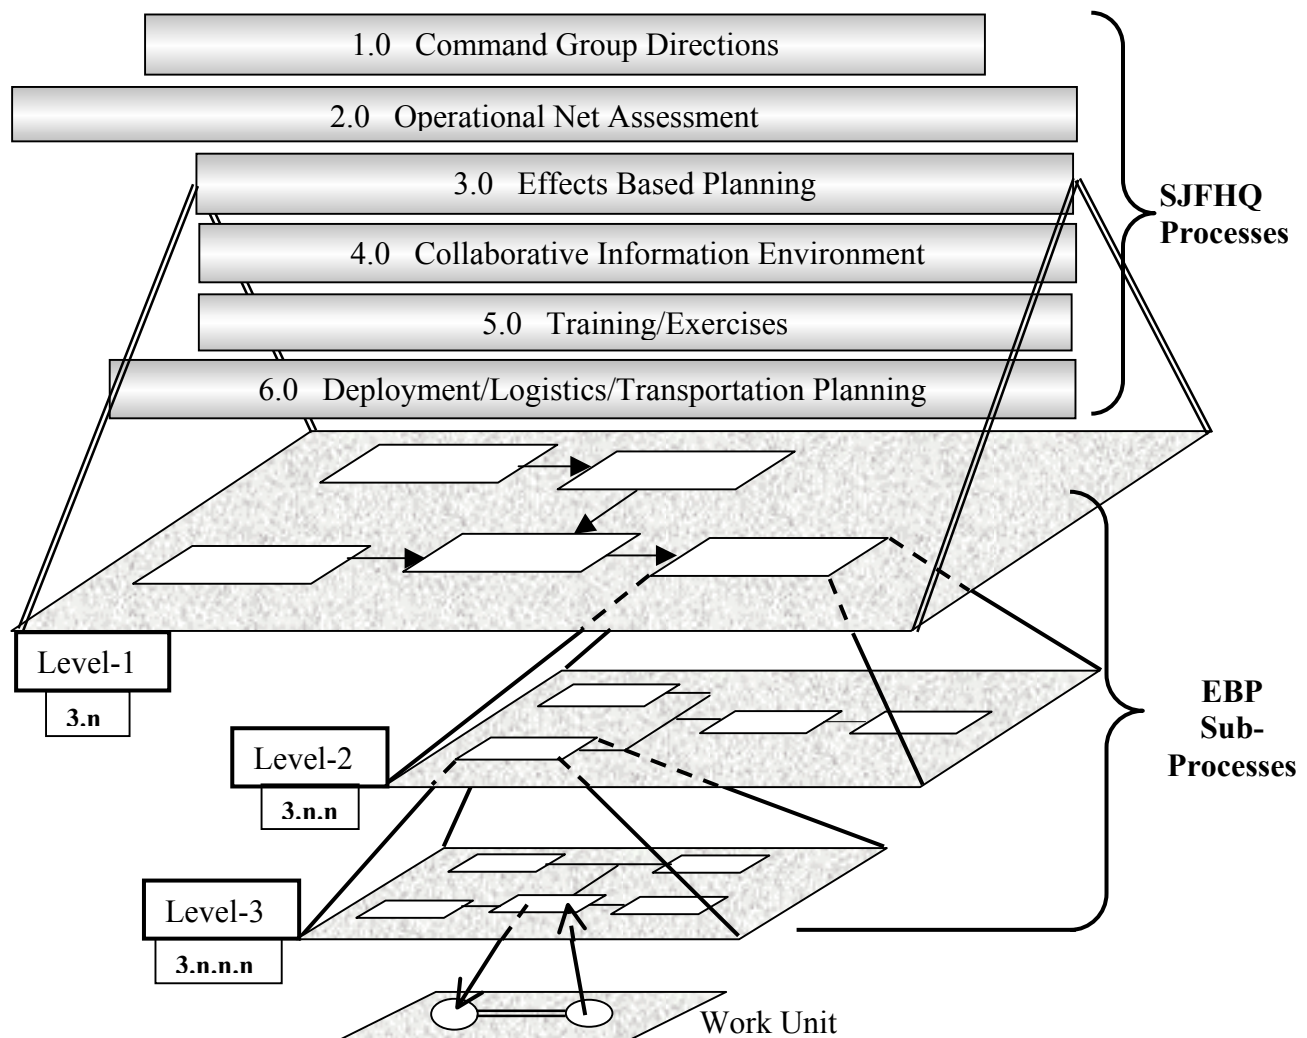 1.0 Command Group Directions
2.0 Operational Net Assessment
3.0 Effects Based Planning
4.0 Collaborative Information Environment
5.0 Training/Exercises
6.0 Deployment/Logistics/Transportation Planning
SJFHQ
Processes
Level-1
3.n
Level-2
3.n.n
Level-3
3.n.n.n
EBP
Sub-
Processes
Work Unit